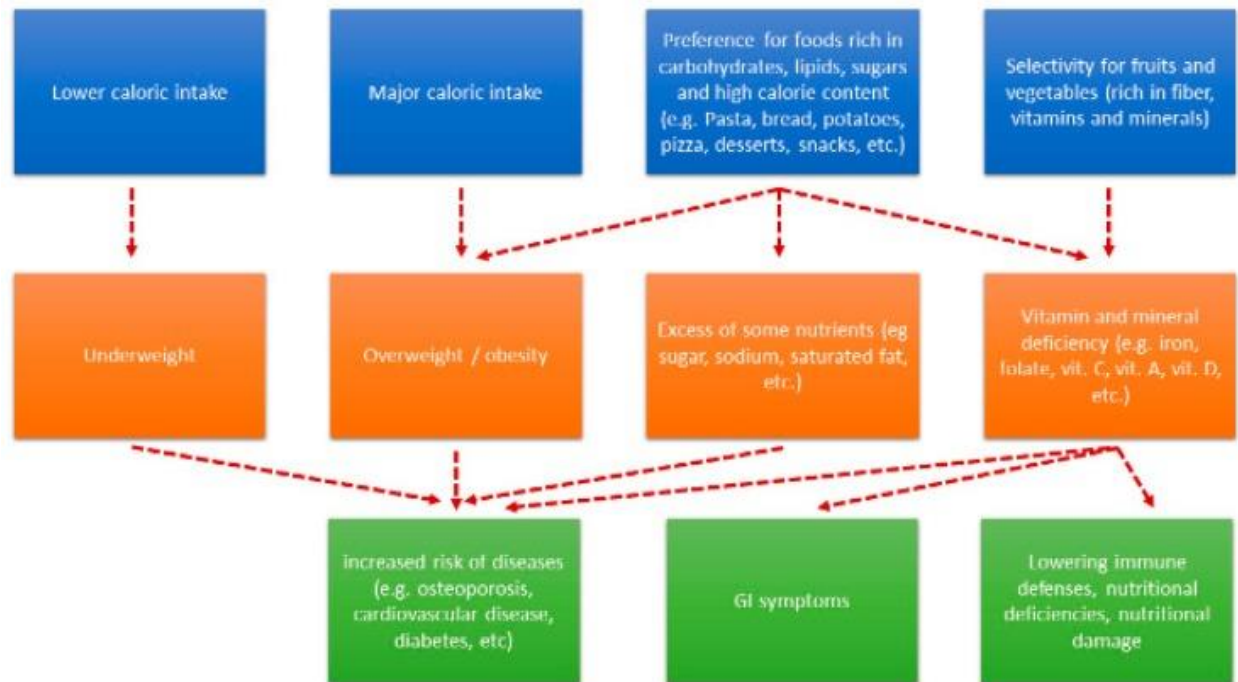 Lower caloric intake
Major caloric intake
Preference for foods rich in
carbohydrates, lipids, sugars
and high calorie content
(e.g. Pasta, bread, potatoes,
pizza, desserts, snacks, etc.)
Selectivity for fruits and
vegetables (rich in fiber,
vitamins and minerals)
Underweight
Overweight / obesity
Excess of some nutrients (eg
sugar, sodium, saturated fat,
etc.)
Vitamin and mineral
deficiency (e.g. iron,
folate, vit. C, vit. A, vit. D,
etc.)
increased risk of diseases
(e.g. osteoporosis,
cardiovascular disease,
diabetes, etc)
GI symptoms
Lowering immune
defenses, nutritional
deficiencies, nutritional
damage